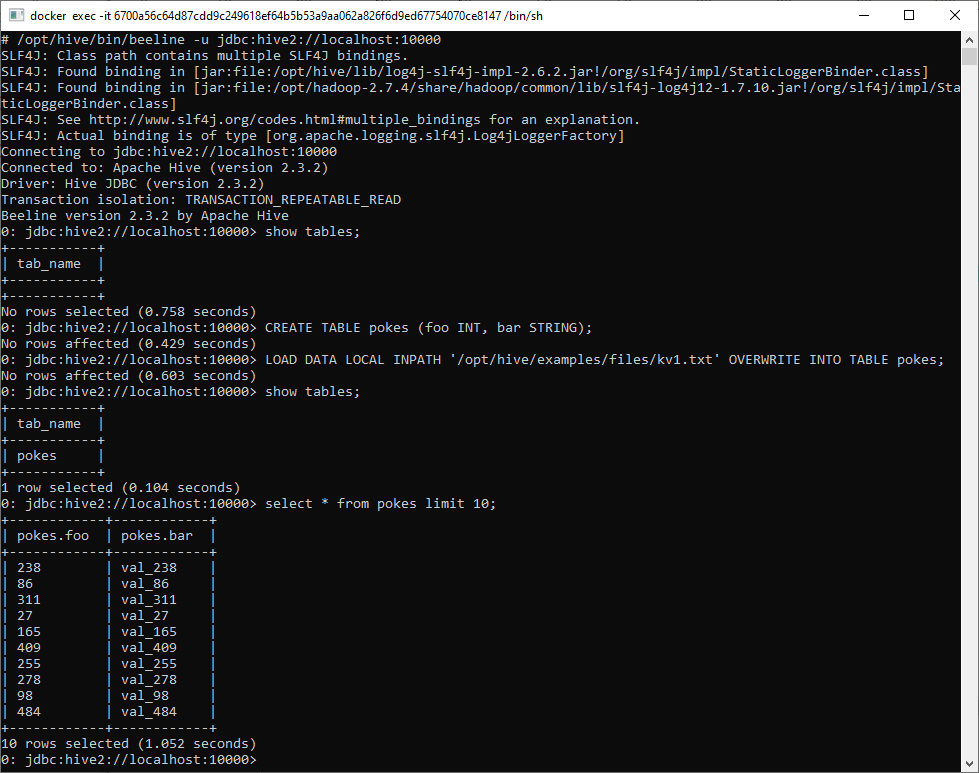 docker exec -it 6700a56c64d87cdd9c249618ef64b5b53a9aa062a826f6d9ed67754070ce8147 /bin/sh
# /opt/hive/bin/beeline -u jdbc:hive2://localhost:10000
SLF4J: Class path contains multiple SLF4J bindings.
SLF4J: Found binding in [jar:file:/opt/hive/lib/log4j-slf4j-impl-2.6.2.jar!/org/slf4j/impl/StaticLoggerBinder.class]
SLF4J: Found binding in [jar:file:/opt/hadoop-2.7.4/share/hadoop/common/lib/slf4j-log4j12-1.7.10.jar!/org/slf4j/impl/Sta
ticLoggerBinder.class]
SLF4J: See http://www.slf4j.org/codes.html#multiple_bindings for an explanation.
SLF4J: Actual binding is of type [org.apache.logging.slf4j.Log4jLoggerFactory]
Connecting to jdbc:hive2://localhost:10000
Connected to: Apache Hive (version 2.3.2)
Driver: Hive JDBC (version 2.3.2)
Transaction isolation: TRANSACTION_REPEATABLE_READ
Beeline version 2.3.2 by Apache Hive
0: jdbc:hive2://localhost:10000> show tables;
+-----------+
| tab_name  |
+-----------+
+-----------+
No rows selected (0.758 seconds)
0: jdbc:hive2://localhost:10000> CREATE TABLE pokes (foo INT, bar STRING);
No rows affected (0.429 seconds)
0: jdbc:hive2://localhost:10000> LOAD DATA LOCAL INPATH '/opt/hive/examples/files/kv1.txt' OVERWRITE INTO TABLE pokes;
No rows affected (0.603 seconds)
0: jdbc:hive2://localhost:10000> show tables;
+-----------+
| tab_name  |
+-----------+
| pokes     |
+-----------+
1 row selected (0.104 seconds)
0: jdbc:hive2://localhost:10000> select * from pokes limit 10;
+------------+------------+
| pokes.foo  | pokes.bar  |
+------------+------------+
| 238        | val_238    |
| 86         | val_86     |
| 311        | val_311    |
| 27         | val_27     |
| 165        | val_165    |
| 409        | val_409    |
| 255        | val_255    |
| 278        | val_278    |
| 98         | val_98     |
| 484        | val_484    |
+------------+------------+
10 rows selected (1.052 seconds)
0: jdbc:hive2://localhost:10000>